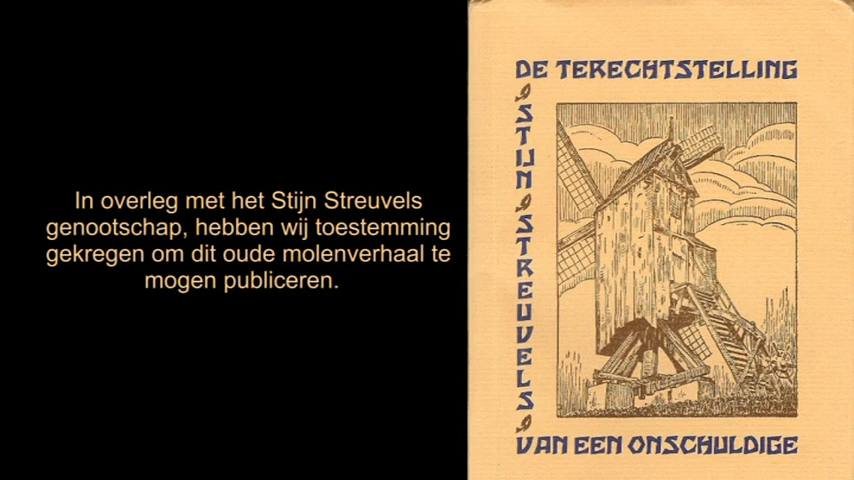 In overleg met het Stijn Streuvels
genootschap, hebben wij toestemming
gekregen om dit oude molenverhaal te
mogen publiceren.
DE TERECHTSTELLING
STIJN STREUVELS
VAN EEN ONSCHULDIGE